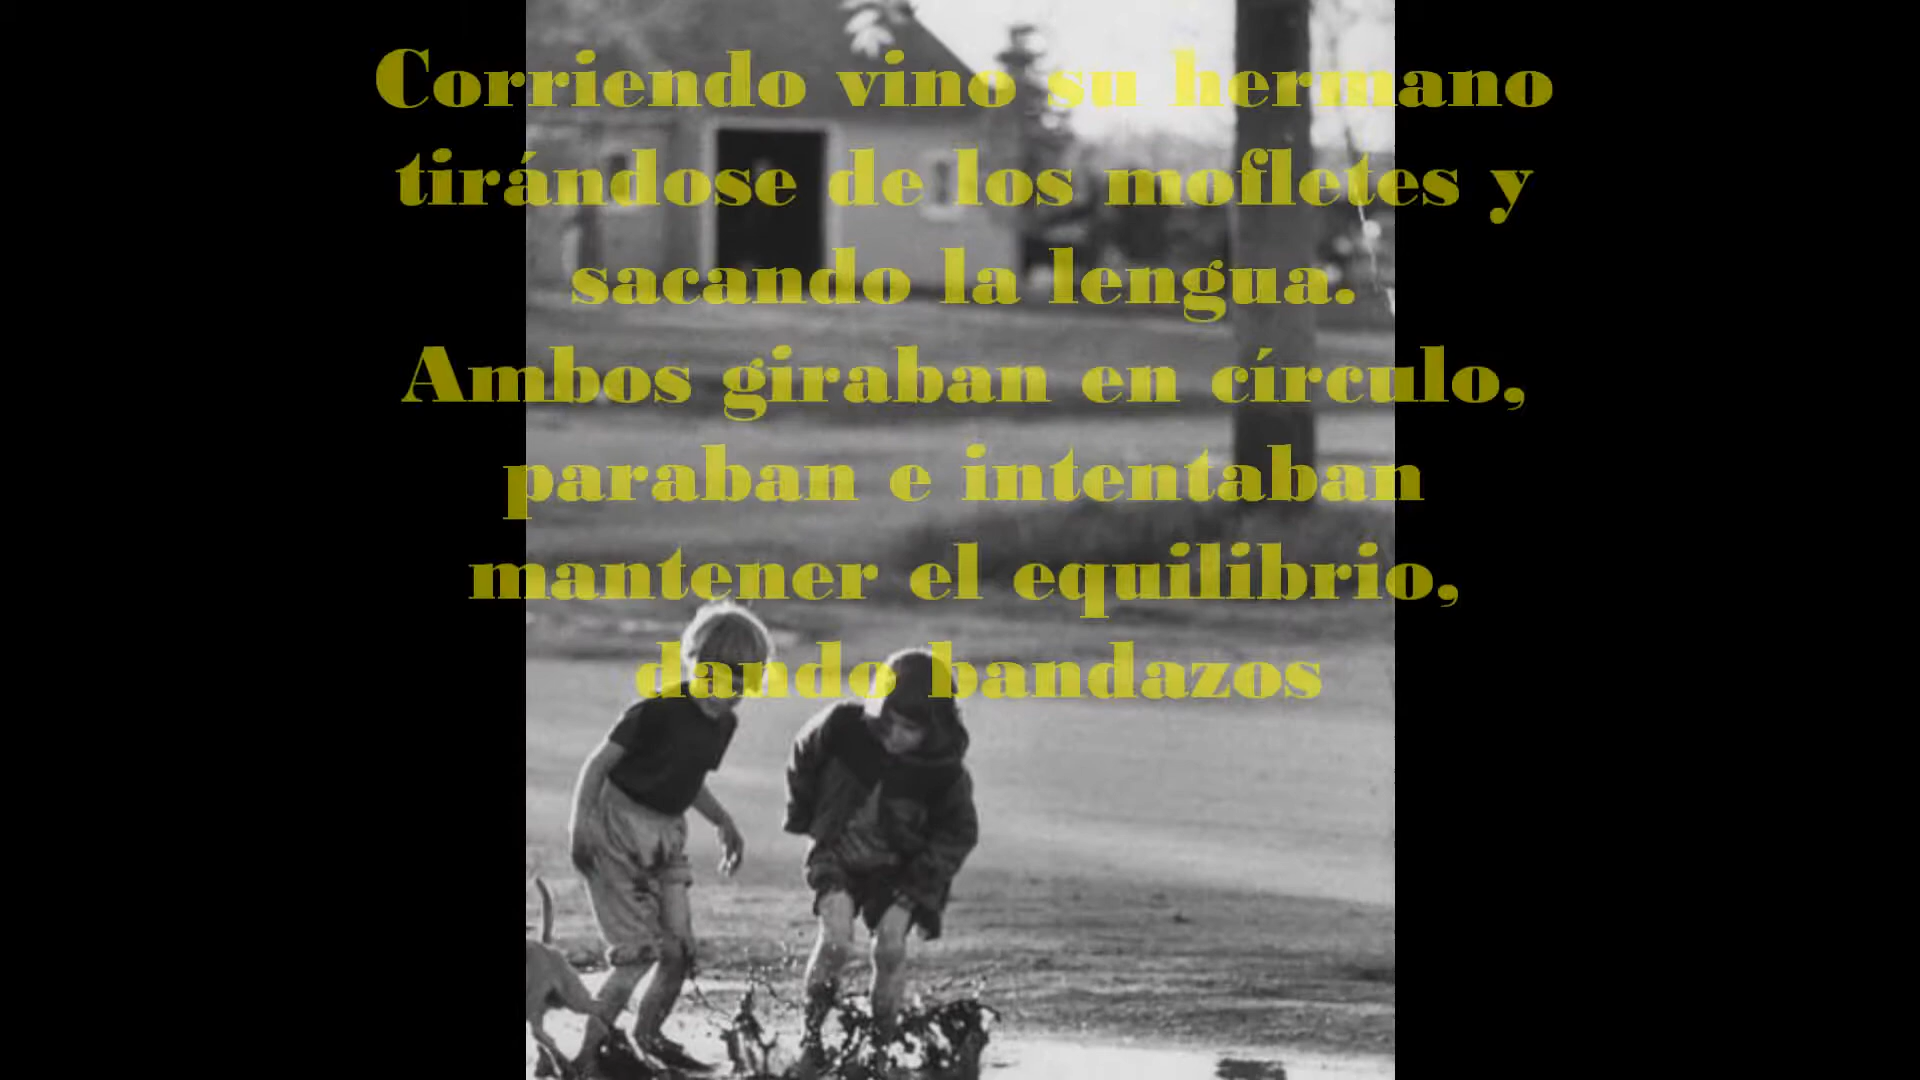 Corriendo vino su hermano
tirándose de los mofletes y
sacando la lengua.
Ambos giraban en círculo,
paraban e intentaban
mantener el equilibrio,
dando bandazos